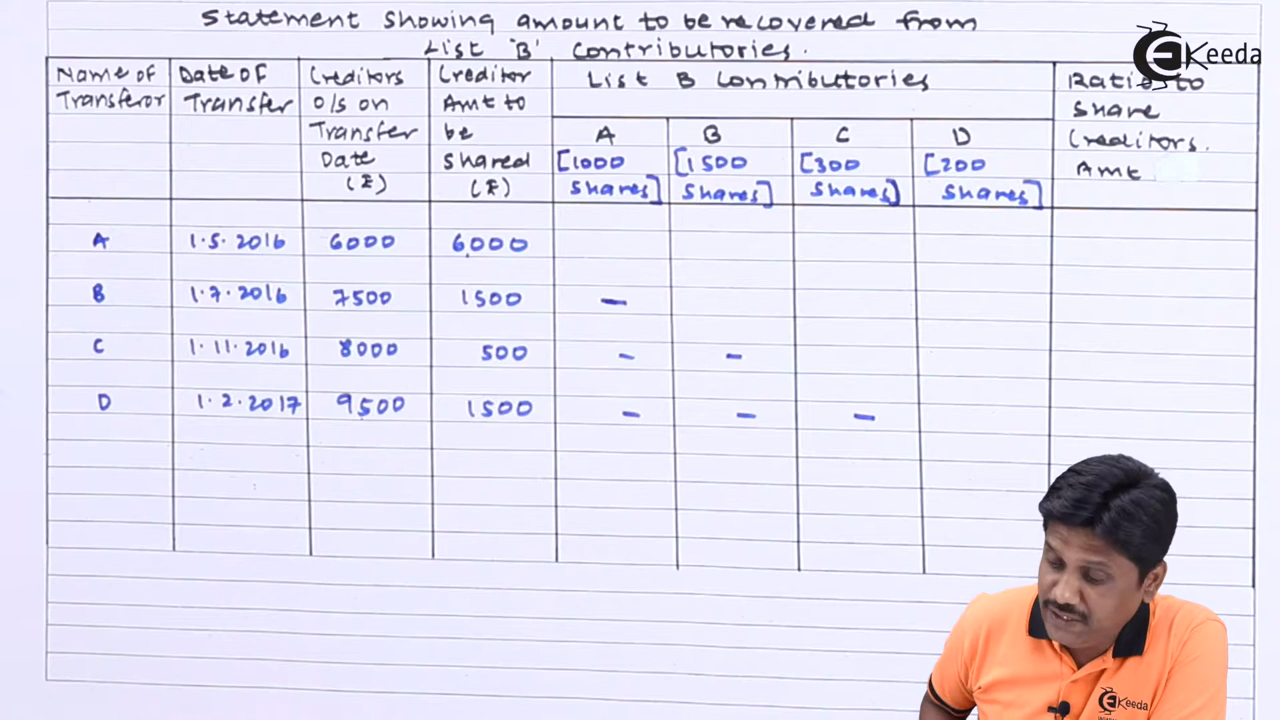 Statement showing amount to be recovered from
List 'B' contributories.
Name of Transferor
Date of Transfer
Creditors o/s on Transfer Date (₹)
Creditor Amt to be shared (₹)
List B Contributories
A [1000 shares]
B [1500 shares]
C [300 shares]
D [200 shares]
Ratio to share Creditors. Amt
A 1.5.2016 6000 6,000
B 1.7.2016 7500 1500 –
C 1.11.2016 8000 500 – –
D 1.2.2017 9500 1500 – – –
EKeeda
EKeeda